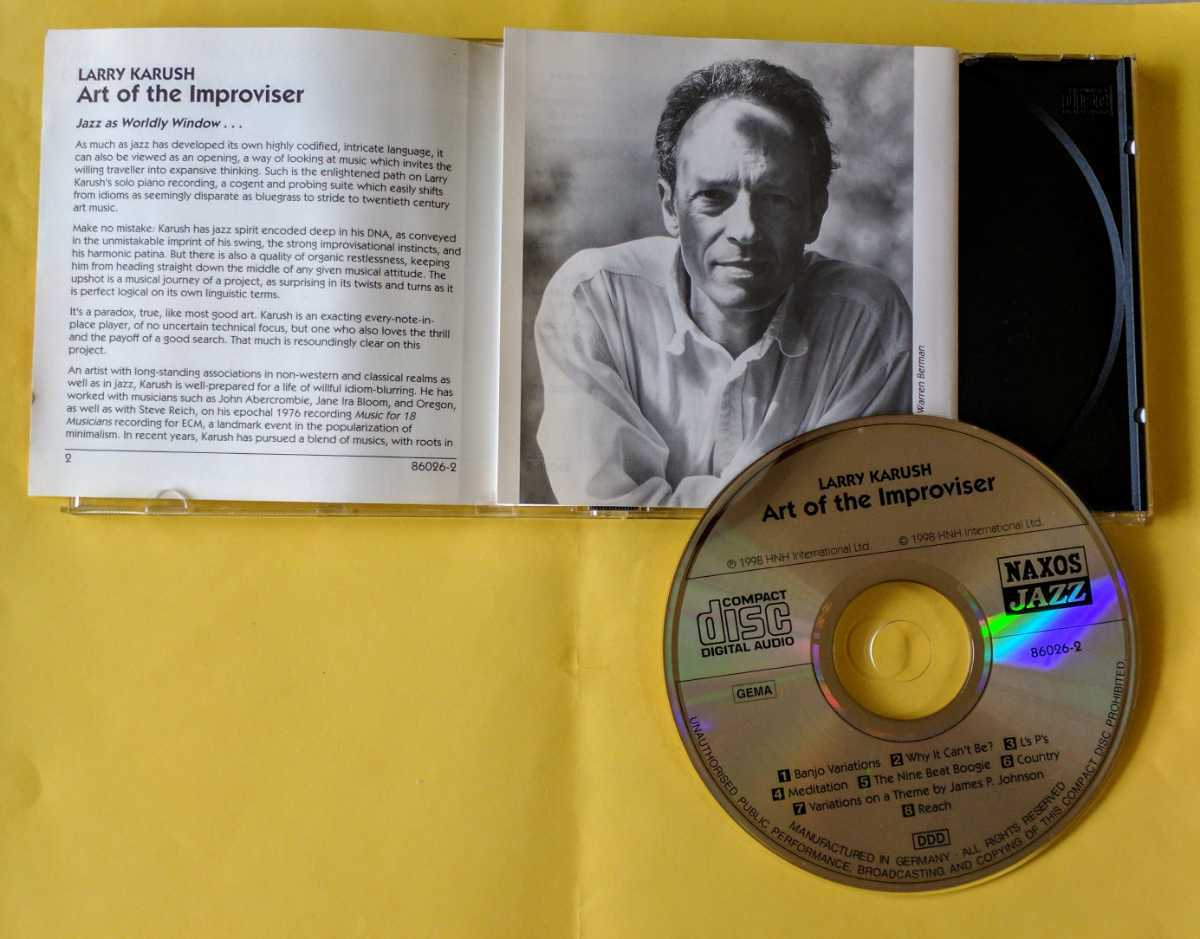 LARRY KARUSH
Art of the Improviser
Jazz as Worldly Window . . .
As much as jazz has developed its own highly codified, intricate language, it
can also be viewed as an opening, a way of looking at music which invites the
willing traveller into expansive thinking. Such is the enlightened path on Larry
Karush's solo piano recording, a cogent and probing suite which easily shifts
from idioms as seemingly disparate as bluegrass to stride to twentieth century
art music.
Make no mistake: Karush has jazz spirit encoded deep in his DNA, as conveyed
in the unmistakable imprint of his swing, the strong improvisational instincts, and
his harmonic patina. But there is also a quality of organic restlessness, keeping
him from heading straight down the middle of any given musical attitude. The
upshot is a musical journey of a project, as surprising in its twists and turns as it
is perfect logical on its own linguistic terms.
It's a paradox, true, like most good art. Karush is an exacting every-note-in-
place player, of no uncertain technical focus, but one who also loves the thrill
and the payoff of a good search. That much is resoundingly clear on this
project.
An artist with long-standing associations in non-western and classical realms as
well as in jazz, Karush is well-prepared for a life of willful idiom-blurring. He has
worked with musicians such as John Abercrombie, Jane Ira Bloom, and Oregon,
as well as with Steve Reich, on his epochal 1976 recording Music for 18
Musicians recording for ECM, a landmark event in the popularization of
minimalism. In recent years, Karush has pursued a blend of musics, with roots in
2
86026-2
Warren Berman
disc
LARRY KARUSH
Art of the Improviser
℗ 1998 HNH International Ltd. © 1998 HNH International Ltd.
COMPACT
disc
DIGITAL AUDIO
NAXOS
JAZZ
86026-2
GEMA
1 Banjo Variations 2 Why It Can't Be? 3 L's P's
4 Meditation 5 The Nine Beat Boogie 6 Country
7 Variations on a Theme by James P. Johnson
8 Reach
DDD
MANUFACTURED IN GERMANY · ALL RIGHTS RESERVED
UNAUTHORISED PUBLIC PERFORMANCE, BROADCASTING AND COPYING OF THIS COMPACT DISC PROHIBITED